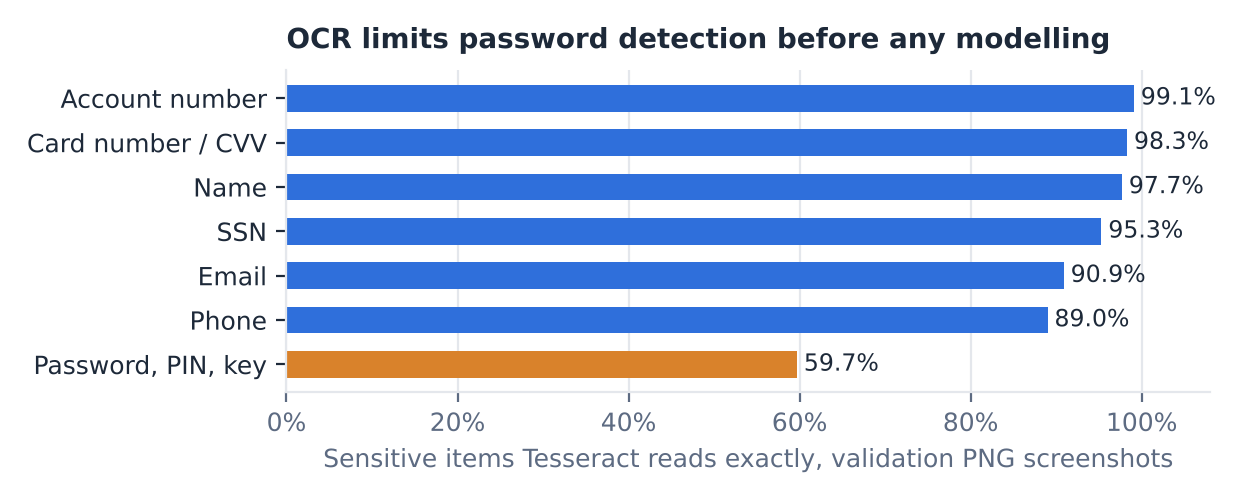 OCR limits password detection before any modelling
Account number 99.1%
Card number / CVV 98.3%
Name 97.7%
SSN 95.3%
Email 90.9%
Phone 89.0%
Password, PIN, key 59.7%
0% 20% 40% 60% 80% 100%
Sensitive items Tesseract reads exactly, validation PNG screenshots